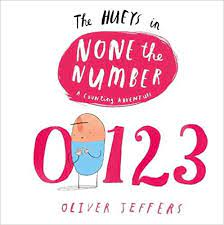 The HUEYS in
NONE the
NUMBER
A COUNTING ADVENTURE
0123
OLIVER JEFFERS